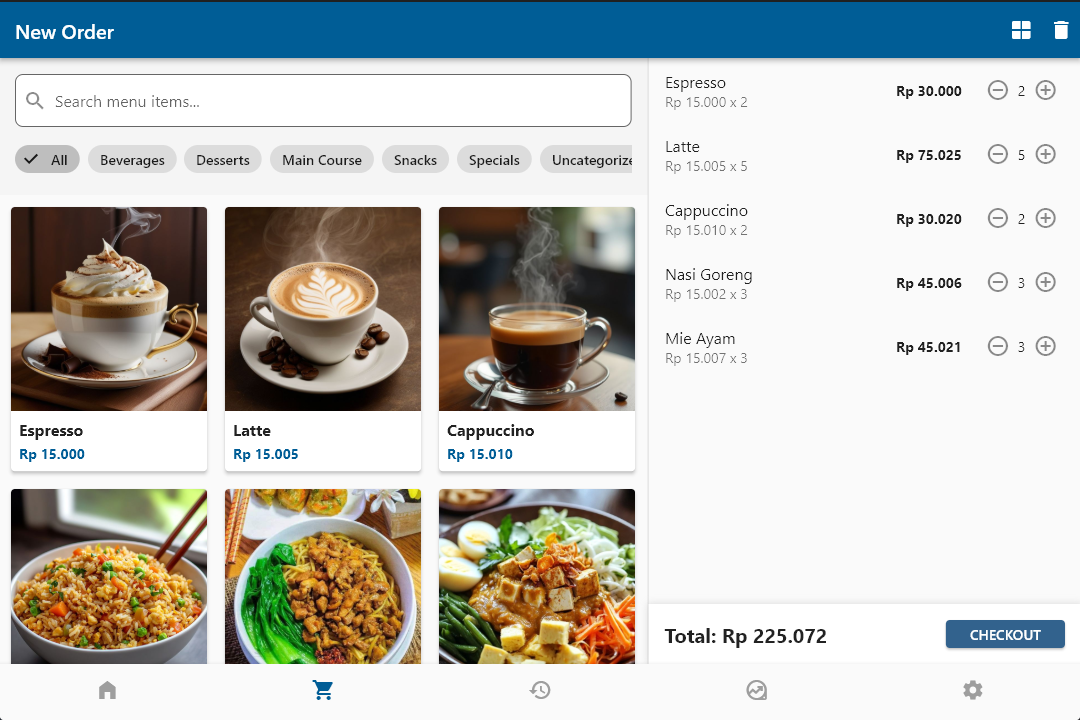 New Order
Search menu items...
All
Beverages
Desserts
Main Course
Snacks
Specials
Uncategorize
Espresso
Rp 15.000
Latte
Rp 15.005
Cappuccino
Rp 15.010
Espresso
Rp 15.000 x 2
Rp 30.000
2
Latte
Rp 15.005 x 5
Rp 75.025
5
Cappuccino
Rp 15.010 x 2
Rp 30.020
2
Nasi Goreng
Rp 15.002 x 3
Rp 45.006
3
Mie Ayam
Rp 15.007 x 3
Rp 45.021
3
Total: Rp 225.072
CHECKOUT